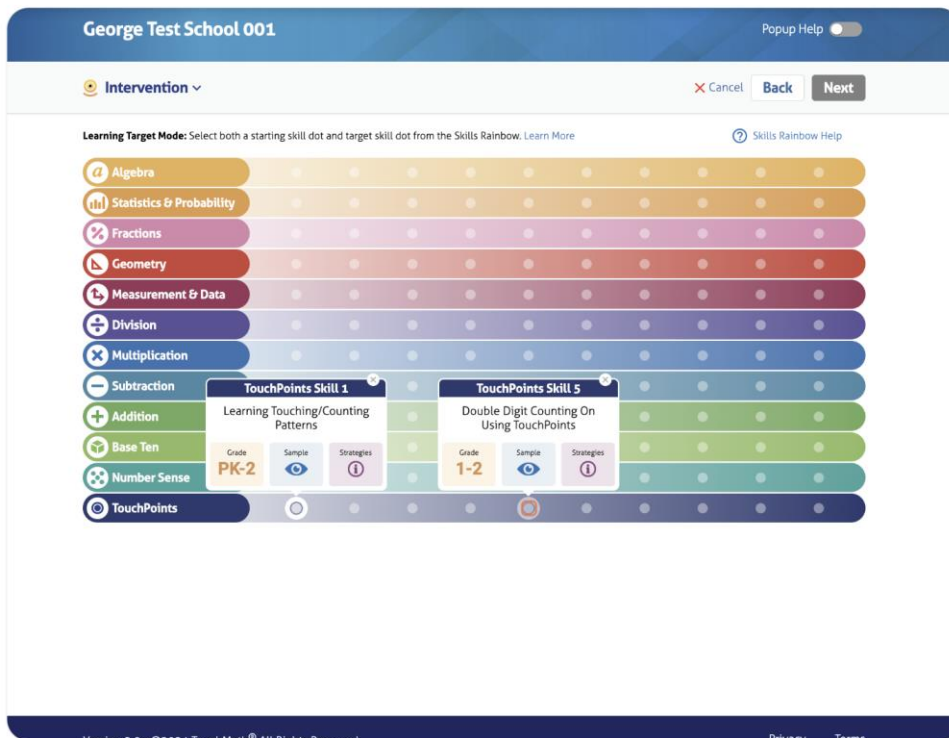 George Test School 001
Popup Help
Intervention
Cancel Back Next
Learning Target Mode: Select both a starting skill dot and target skill dot from the Skills Rainbow. Learn More
Skills Rainbow Help
Algebra
Statistics & Probability
Fractions
Geometry
Measurement & Data
Division
Multiplication
Subtraction
Addition
Base Ten
Number Sense
TouchPoints
TouchPoints Skill 1
Learning Touching/Counting
Patterns
Grade
PK-2
Sample
Strategies
TouchPoints Skill 5
Double Digit Counting On
Using TouchPoints
Grade
1-2
Sample
Strategies
Privacy Terms